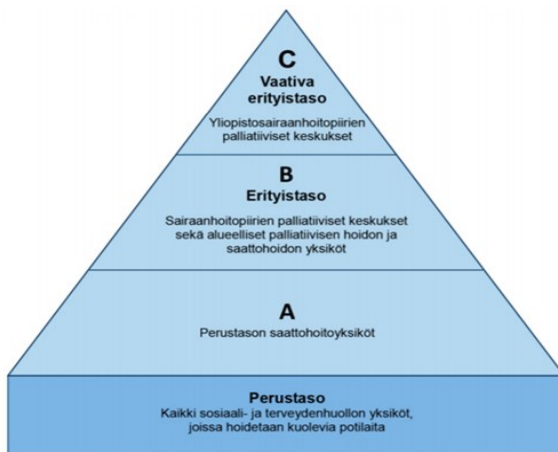 C
Vaativa
erityistaso
Yliopistosairaanhoitopiirien
palliatiiviset keskukset
B
Erityistaso
Sairaanhoitopiirien palliatiiviset keskukset
sekä alueelliset palliatiivisen hoidon ja
saattohoidon yksiköt
A
Perustason saattohoitoyksiköt
Perustaso
Kaikki sosiaali- ja terveydenhuollon yksiköt,
joissa hoidetaan kuolevia potilaita